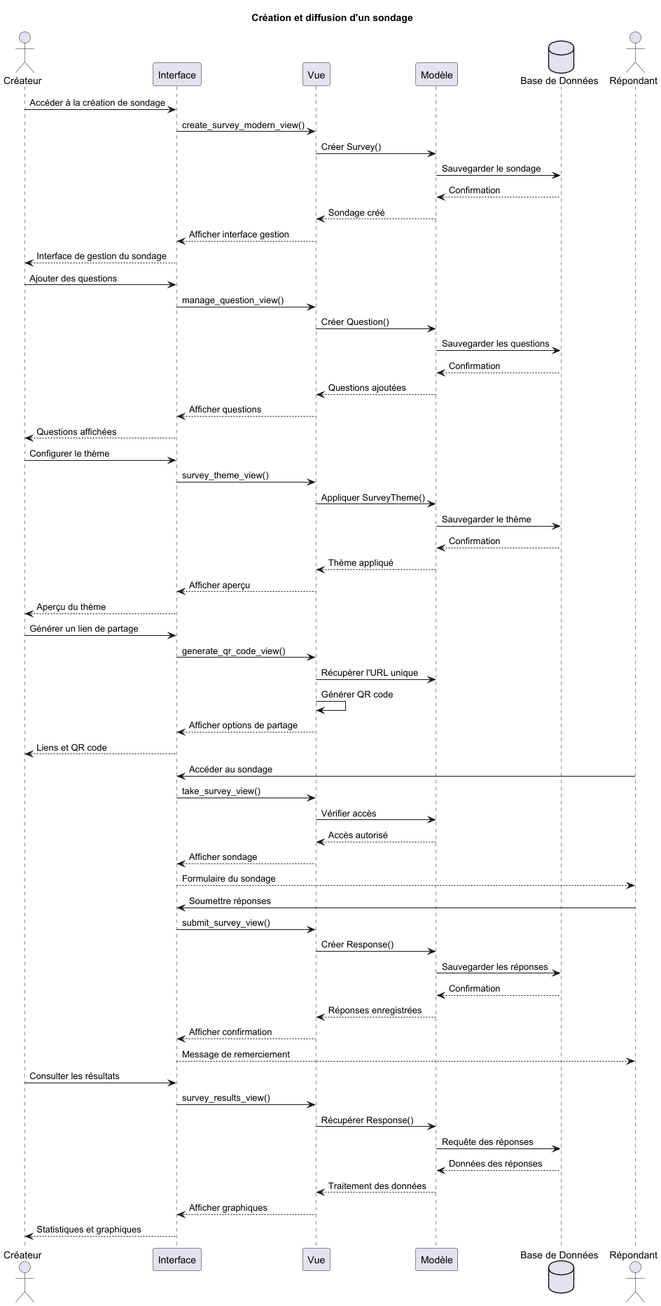 Création et diffusion d'un sondage
Créateur
Interface
Vue
Modèle
Base de Données
Répondant
Accéder à la création de sondage
create_survey_modern_view()
Créer Survey()
Sauvegarder le sondage
Confirmation
Sondage créé
Afficher interface gestion
Interface de gestion du sondage
Ajouter des questions
manage_question_view()
Créer Question()
Sauvegarder les questions
Confirmation
Questions ajoutées
Afficher questions
Questions affichées
Configurer le thème
survey_theme_view()
Appliquer SurveyTheme()
Sauvegarder le thème
Confirmation
Thème appliqué
Afficher aperçu
Aperçu du thème
Générer un lien de partage
generate_qr_code_view()
Récupérer l'URL unique
Générer QR code
Afficher options de partage
Liens et QR code
Accéder au sondage
take_survey_view()
Vérifier accès
Accès autorisé
Afficher sondage
Formulaire du sondage
Soumettre réponses
submit_survey_view()
Créer Response()
Sauvegarder les réponses
Confirmation
Réponses enregistrées
Afficher confirmation
Message de remerciement
Consulter les résultats
survey_results_view()
Récupérer Response()
Requête des réponses
Données des réponses
Traitement des données
Afficher graphiques
Statistiques et graphiques
Créateur
Interface
Vue
Modèle
Base de Données
Répondant